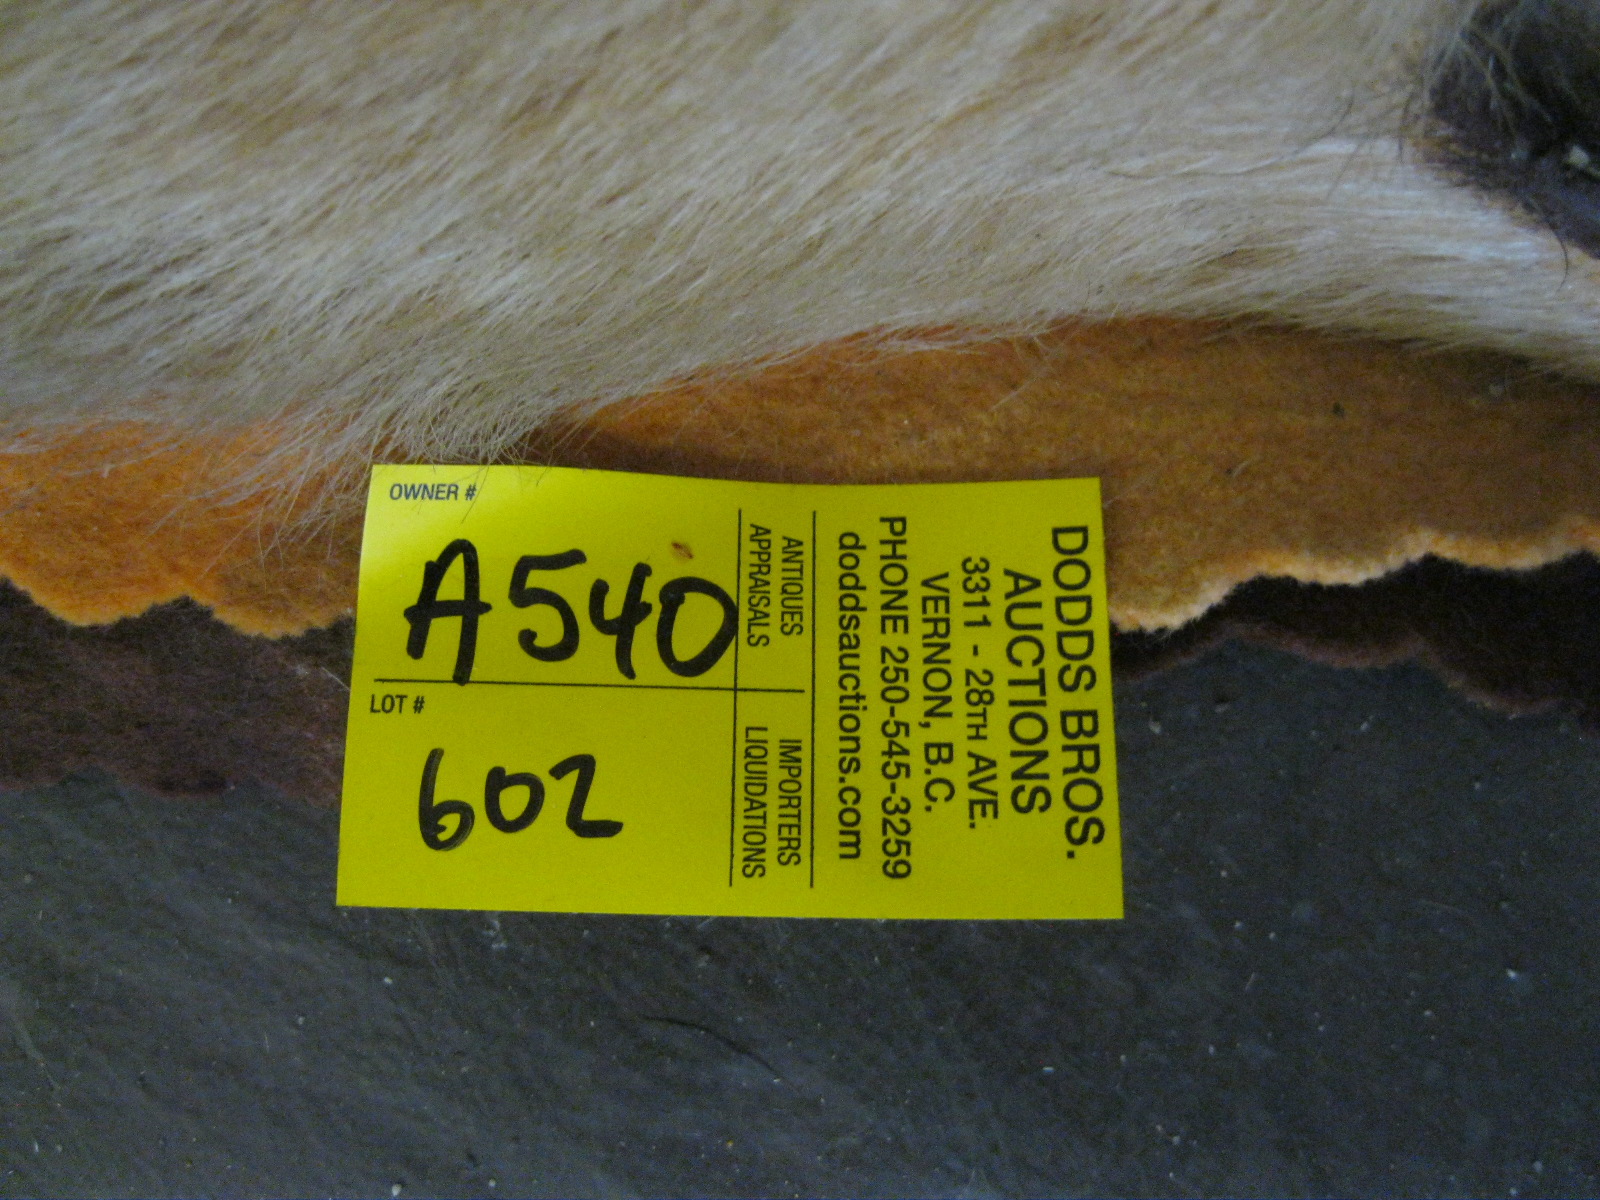 OWNER #
A540
LOT #
602
ANTIQUES
APPRAISALS
IMPORTERS
LIQUIDATIONS
DODDS BROS.
AUCTIONS
3311 - 28TH AVE.
VERNON, B.C.
PHONE 250-545-3259
doddsauctions.com